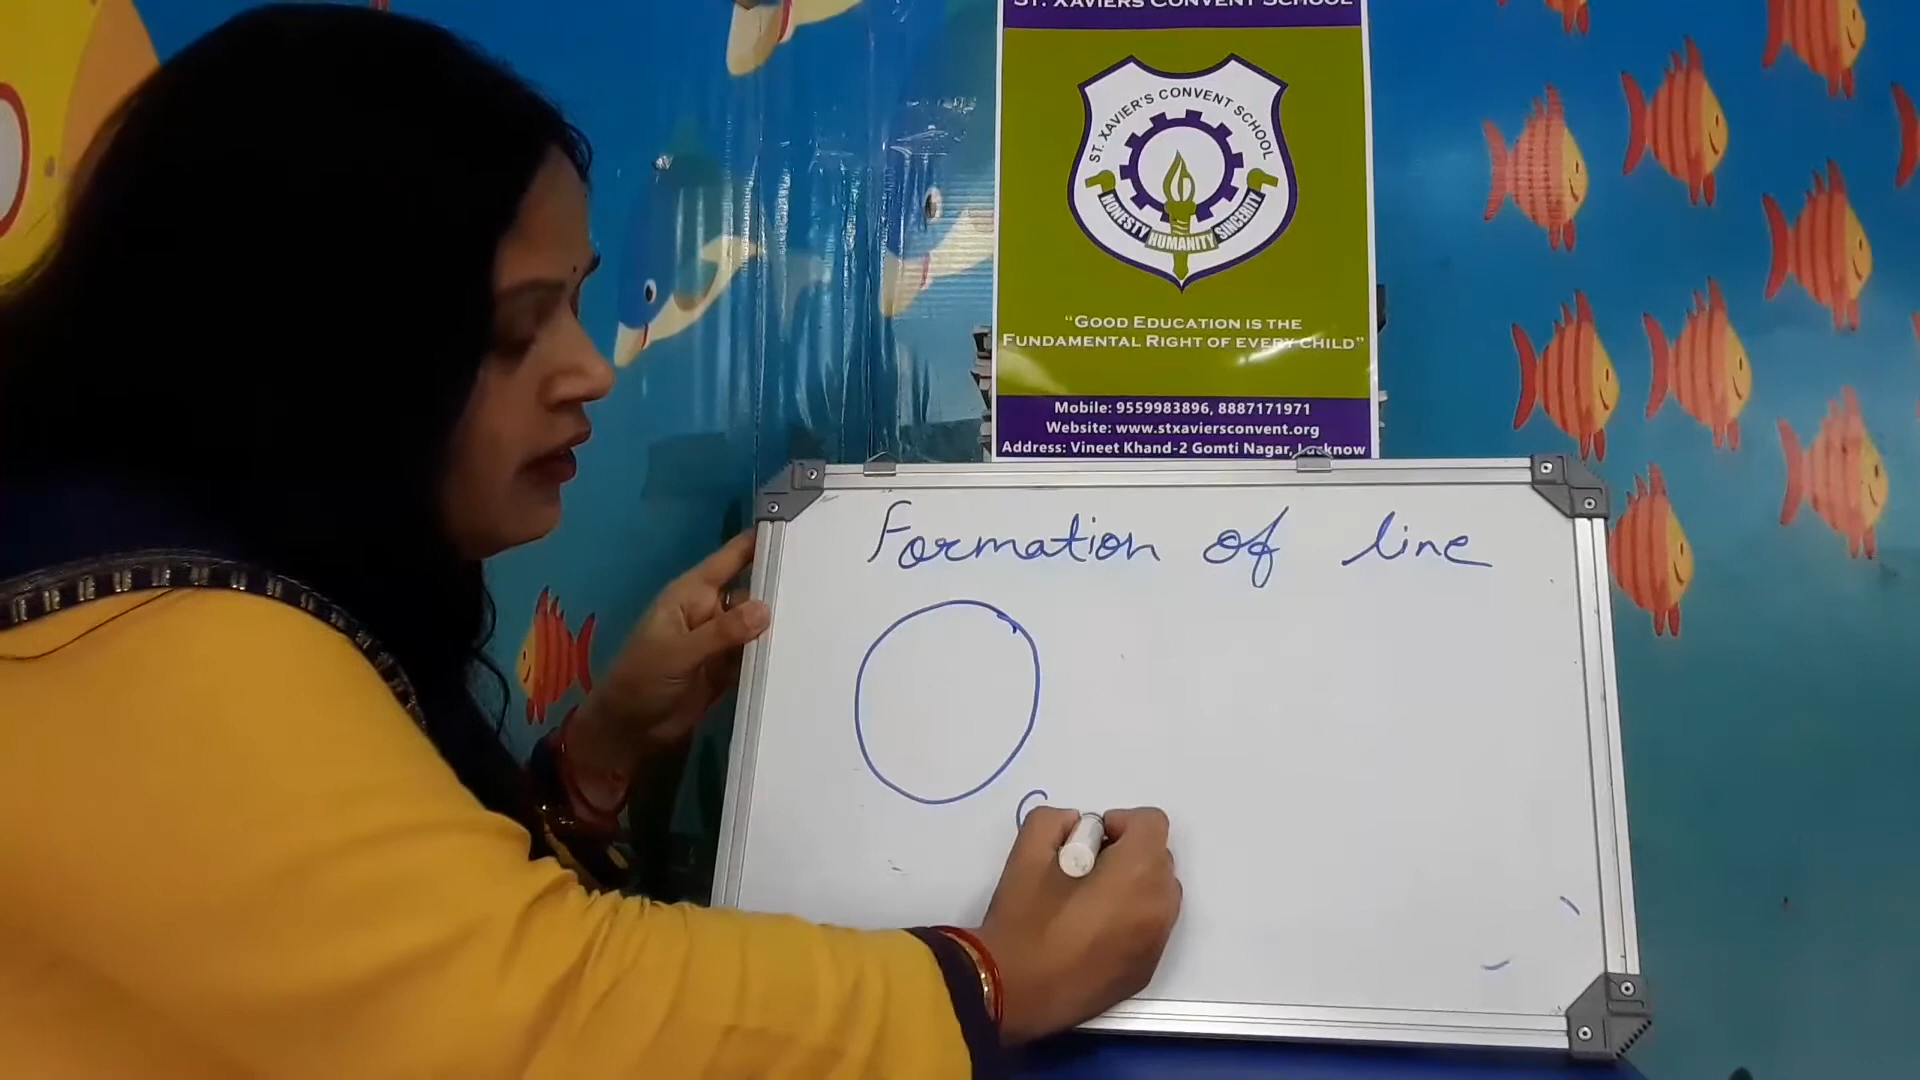 ST. XAVIERS CONVENT SCHOOL
ST. XAVIER'S CONVENT SCHOOL
HONESTY HUMANITY SINCERITY
“GOOD EDUCATION IS THE
FUNDAMENTAL RIGHT OF EVERY CHILD”
Mobile: 9559983896, 8887171971
Website: www.stxaviersconvent.org
Address: Vineet Khand-2 Gomti Nagar, Lucknow
Formation of line
C